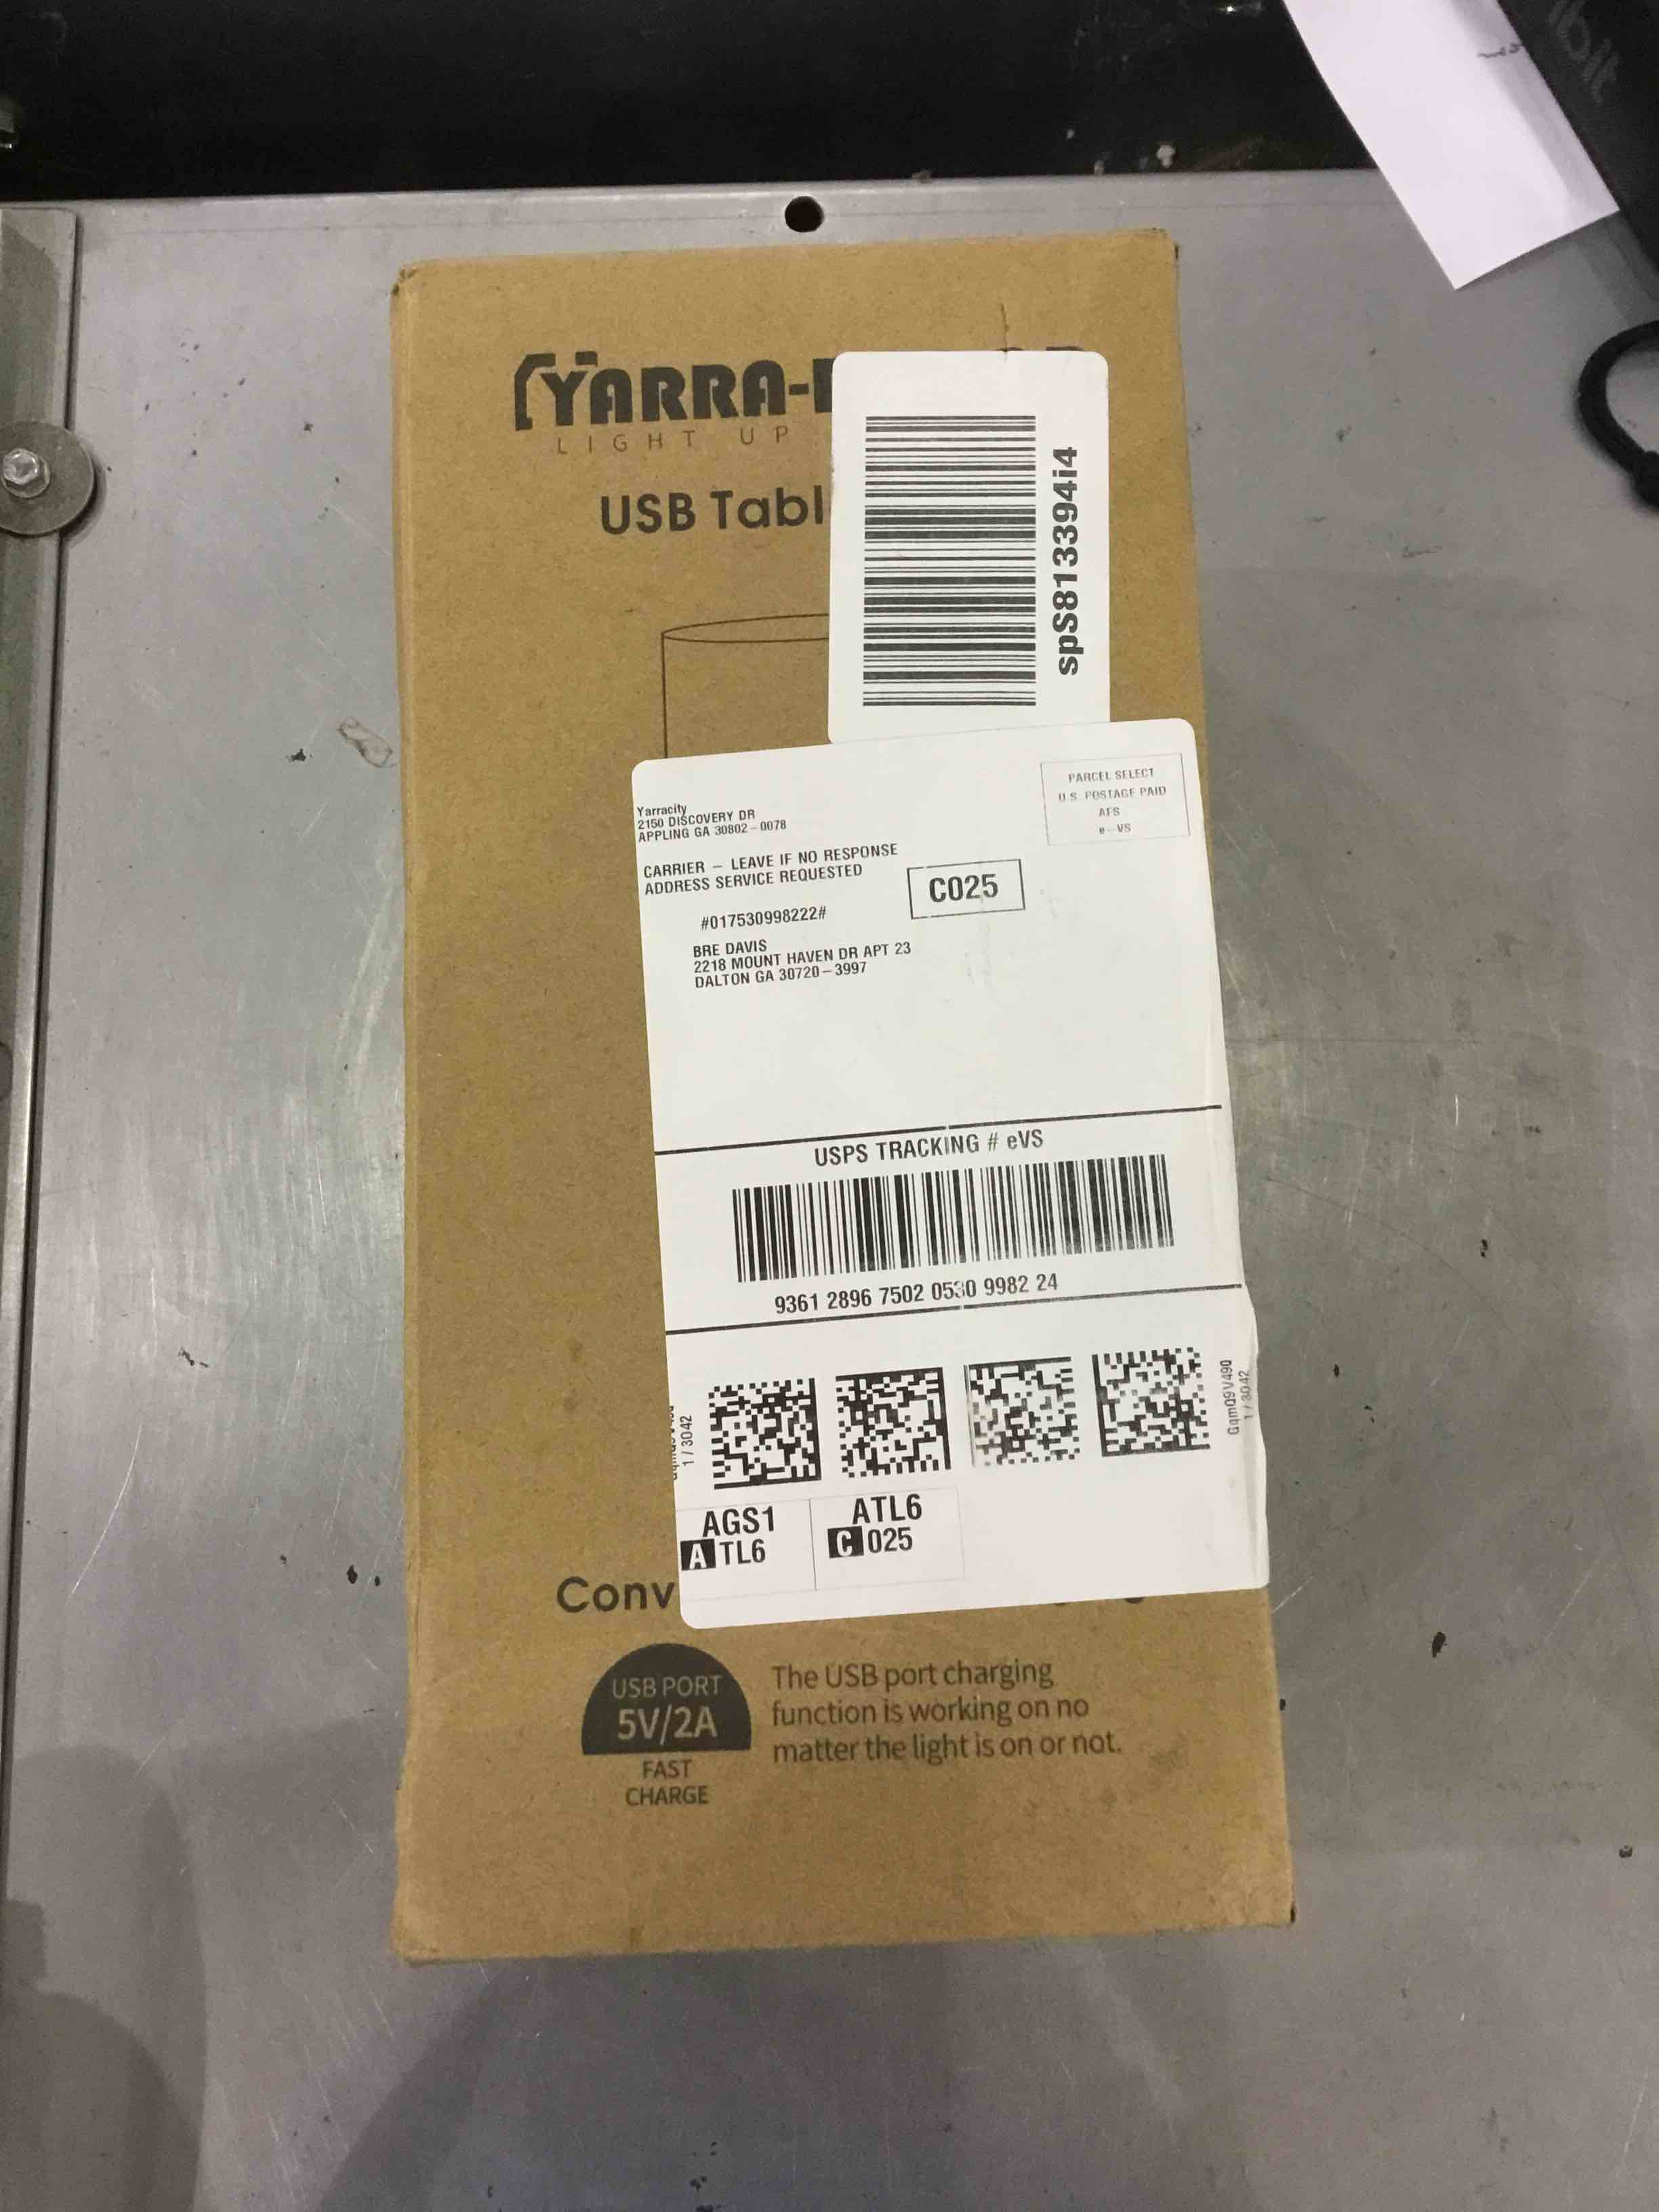 YARRA-
LIGHT UP
USB Tabl
spS813394i4
PARCEL SELECT
U.S. POSTAGE PAID
AFS
e-VS
Yarracity
2150 DISCOVERY DR
APPLING GA 30802-0078
CARRIER – LEAVE IF NO RESPONSE
ADDRESS SERVICE REQUESTED
C025
#017530998222#
BRE DAVIS
2218 MOUNT HAVEN DR APT 23
DALTON GA 30720-3997
USPS TRACKING # eVS
9361 2896 7502 0530 9982 24
1 / 3042
GqmQ9V490
1 / 3042
AGS1
ATL6
ATL6
C025
Conv
USB PORT
5V/2A
FAST
CHARGE
The USB port charging
function is working on no
matter the light is on or not.